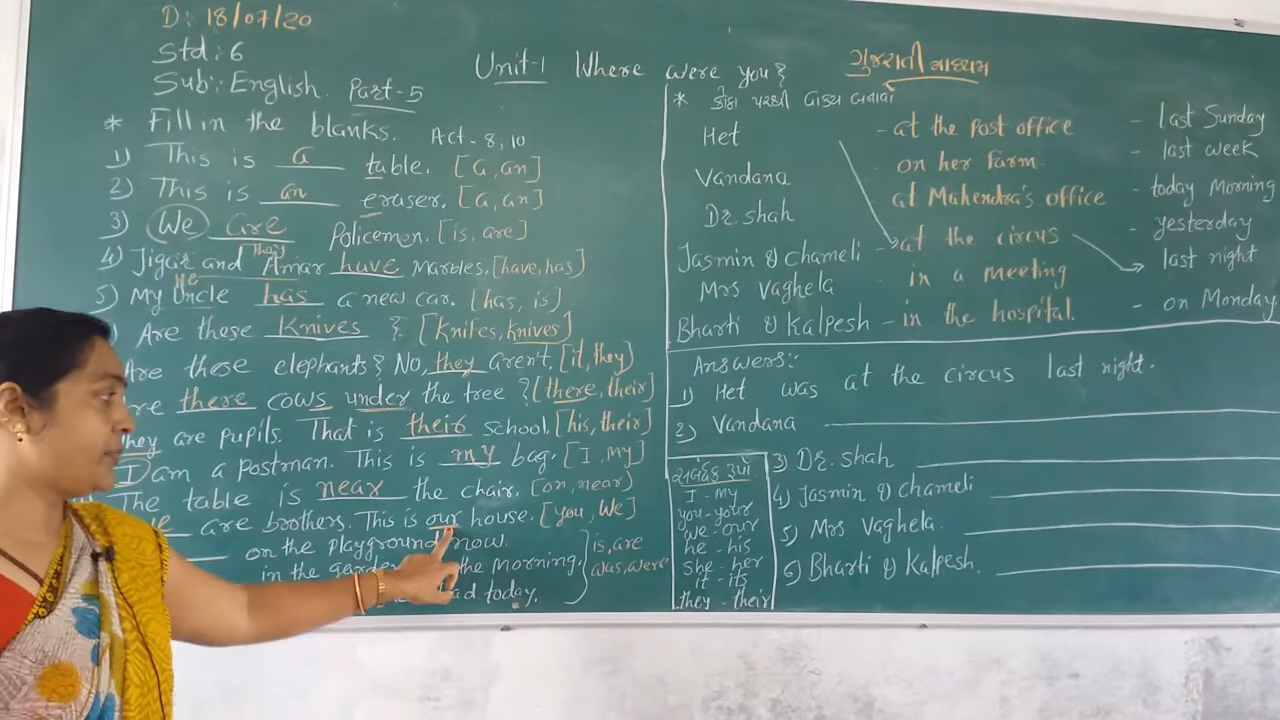 D: 18/07/20
Std: 6
Sub: English Part-5
Unit-1 Where were you?
ગુજરાતી માધ્યમ
* Fill in the blanks. Act - 8, 10
1) This is a table. [a, an]
2) This is an eraser. [a, an]
3) We are Policemen. [is, are]
They
4) Jigar and Amar have marbles. [have, has]
He
5) My Uncle has a new car. [has, is]
) Are these Knives ? [Knifes, knives]
Are those elephants? No, they aren't. [it, they]
there cows under the tree ? [there, their]
They are pupils. That is their school. [his, their]
I am a postman. This is my bag. [I, my]
The table is near the chair. [on, near]
are brothers. This is our house. [you, We]
on the playground now.
in the the morning.
today.
is, are
was, were
* કોઠા પરથી વાક્ય બનાવો
Het - at the Post office - last Sunday
Vandana on her farm. - last week
Dr. Shah at Mahendra's office - today Morning
Jasmin & Chameli - at the circus - yesterday
Mrs Vaghela in a meeting last night
Bharti & Kalpesh - in the hospital. - on Monday
Answers:
1) Het was at the circus last night.
2) Vandana
3) Dr. Shah
4) Jasmin & Chameli
5) Mrs Vaghela.
6) Bharti & Kalpesh.
I - my
you - your
we - our
he - his
she - her
it - its
they - their